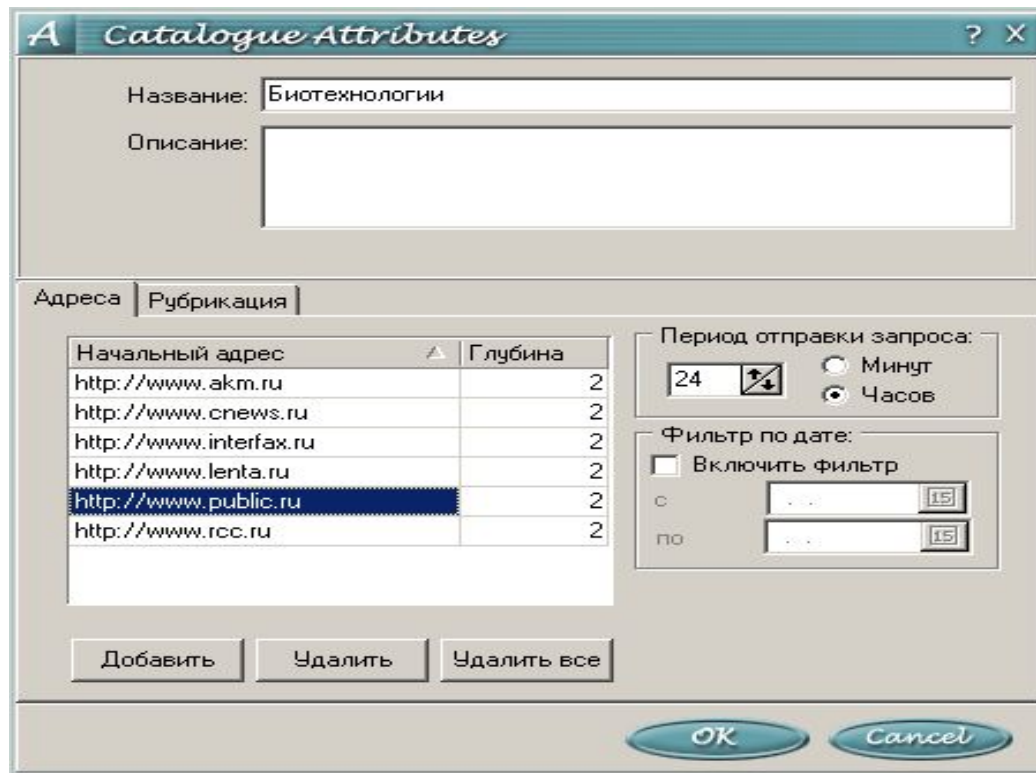 A Catalogue Attributes ? X
Название: Биотехнологии
Описание:
Адреса Рубрикация
Начальный адрес Глубина
http://www.akm.ru 2
http://www.cnews.ru 2
http://www.interfax.ru 2
http://www.lenta.ru 2
http://www.public.ru 2
http://www.rcc.ru 2
Период отправки запроса:
24
Минут
Часов
Фильтр по дате:
Включить фильтр
с . . 15
по . . 15
Добавить Удалить Удалить все
OK Cancel